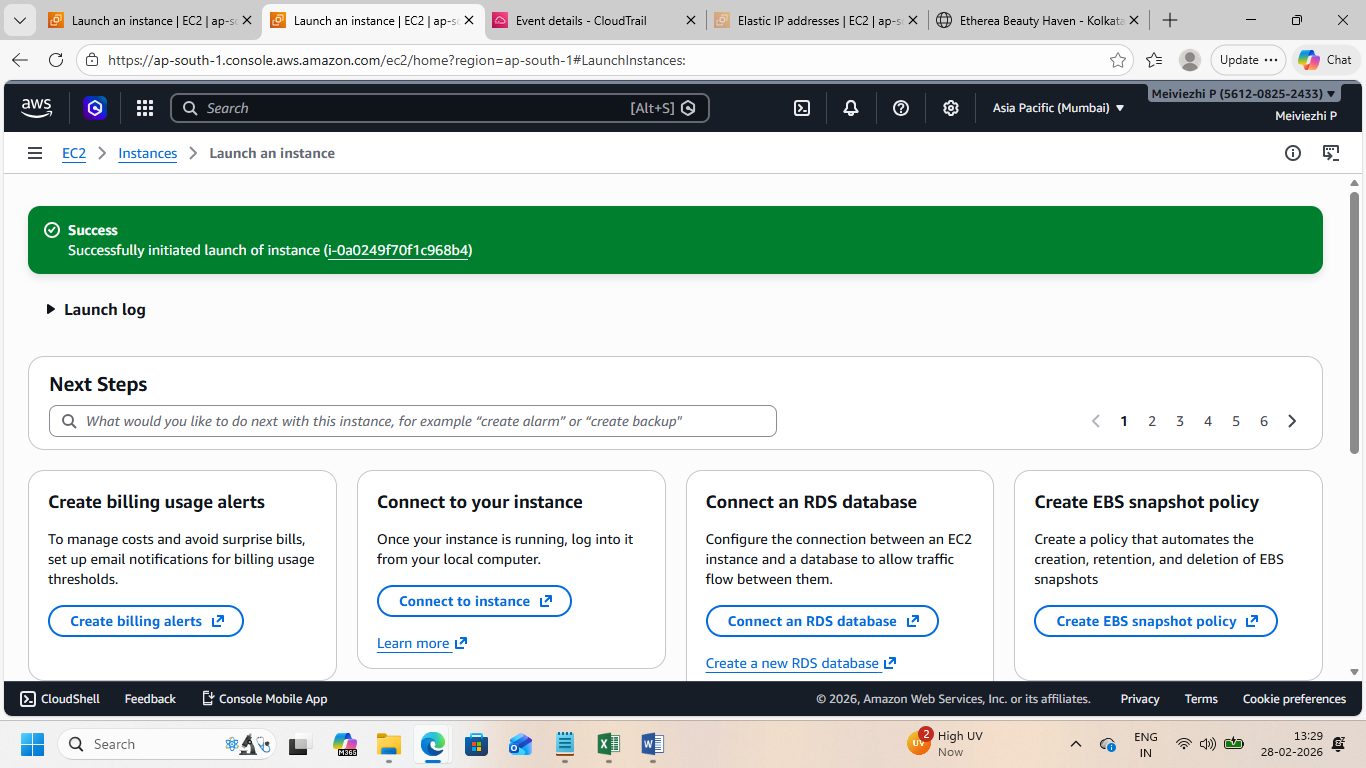 Launch an instance | EC2 | ap-s
Launch an instance | EC2 | ap-s
Event details - CloudTrail
Elastic IP addresses | EC2 | ap-s
Etherea Beauty Haven - Kolkata
https://ap-south-1.console.aws.amazon.com/ec2/home?region=ap-south-1#LaunchInstances:
Update
Chat
aws
Search
[Alt+S]
Asia Pacific (Mumbai)
Meiviezhi P (5612-0825-2433)
Meiviezhi P
EC2
Instances
Launch an instance
Success
Successfully initiated launch of instance (i-0a0249f70f1c968b4)
Launch log
Next Steps
What would you like to do next with this instance, for example “create alarm” or “create backup"
1 2 3 4 5 6
Create billing usage alerts
To manage costs and avoid surprise bills,
set up email notifications for billing usage
thresholds.
Create billing alerts
Connect to your instance
Once your instance is running, log into it
from your local computer.
Connect to instance
Learn more
Connect an RDS database
Configure the connection between an EC2
instance and a database to allow traffic
flow between them.
Connect an RDS database
Create a new RDS database
Create EBS snapshot policy
Create a policy that automates the
creation, retention, and deletion of EBS
snapshots
Create EBS snapshot policy
CloudShell
Feedback
Console Mobile App
© 2026, Amazon Web Services, Inc. or its affiliates.
Privacy
Terms
Cookie preferences
Search
M365
UV
2
High UV
Now
ENG
IN
13:29
28-02-2026